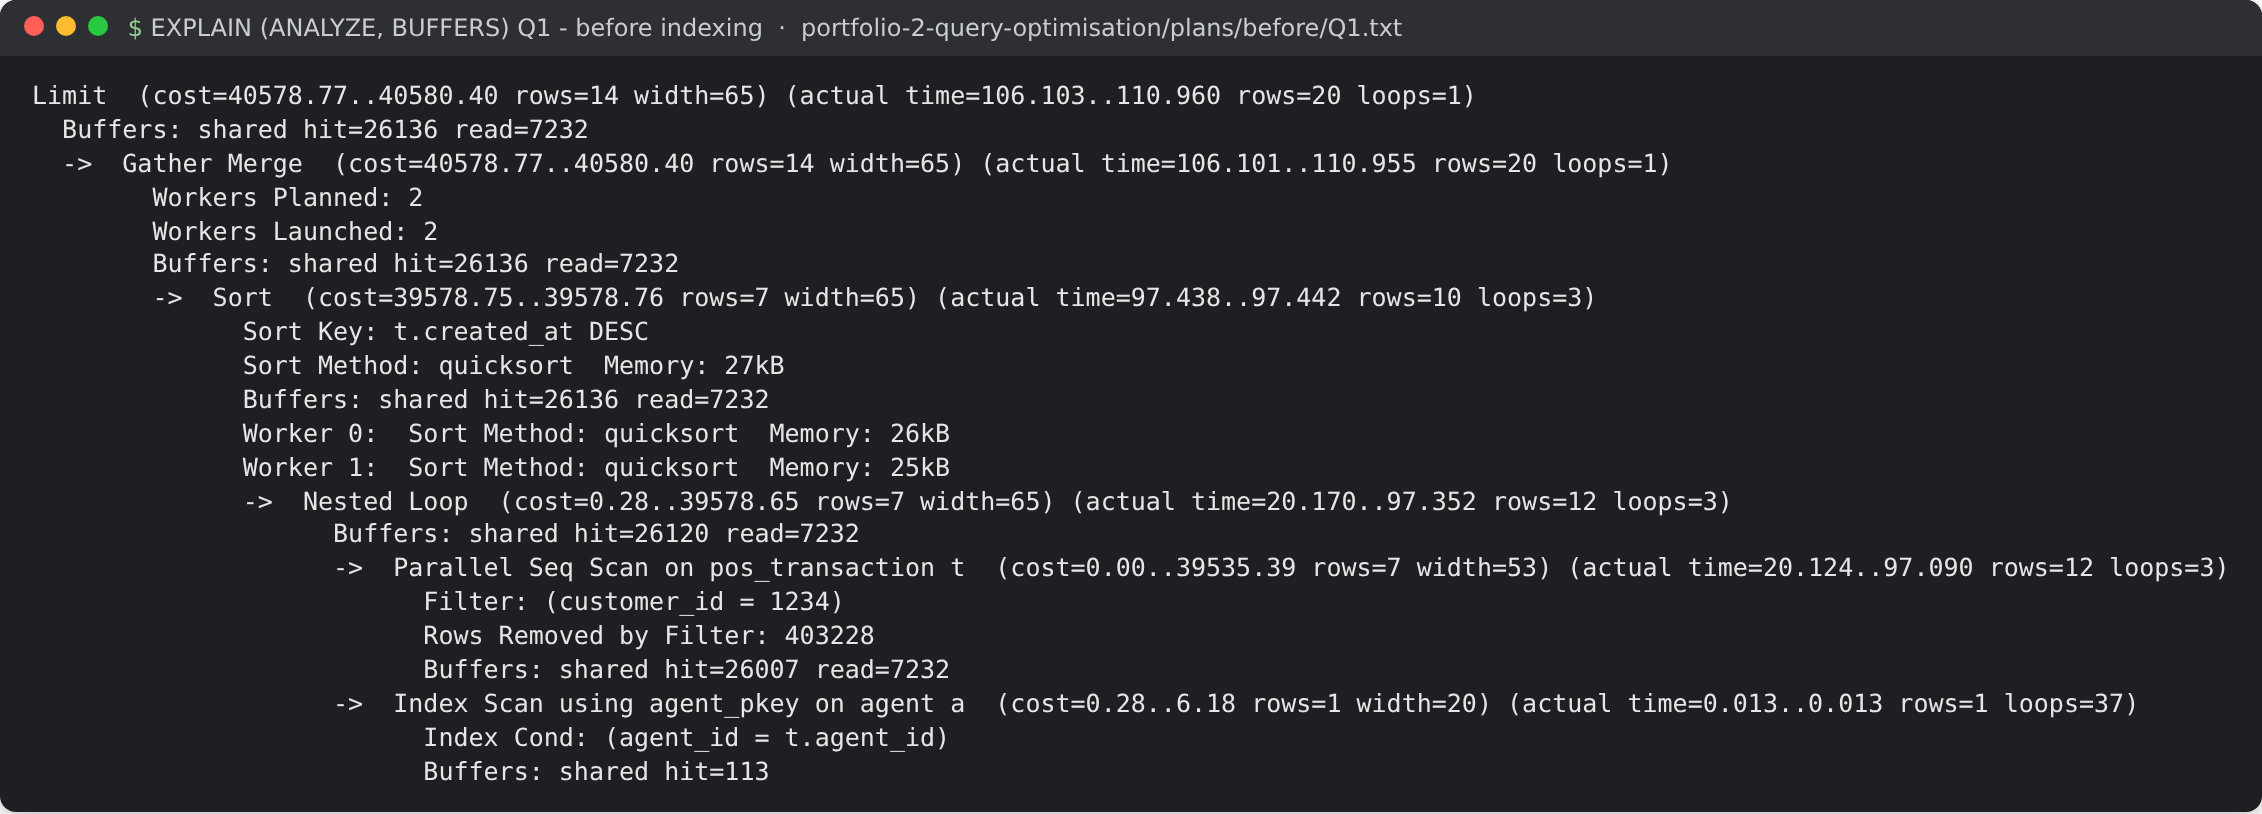 $ EXPLAIN (ANALYZE, BUFFERS) Q1 - before indexing · portfolio-2-query-optimisation/plans/before/Q1.txt
Limit  (cost=40578.77..40580.40 rows=14 width=65) (actual time=106.103..110.960 rows=20 loops=1)
  Buffers: shared hit=26136 read=7232
  ->  Gather Merge  (cost=40578.77..40580.40 rows=14 width=65) (actual time=106.101..110.955 rows=20 loops=1)
        Workers Planned: 2
        Workers Launched: 2
        Buffers: shared hit=26136 read=7232
        ->  Sort  (cost=39578.75..39578.76 rows=7 width=65) (actual time=97.438..97.442 rows=10 loops=3)
              Sort Key: t.created_at DESC
              Sort Method: quicksort  Memory: 27kB
              Buffers: shared hit=26136 read=7232
              Worker 0:  Sort Method: quicksort  Memory: 26kB
              Worker 1:  Sort Method: quicksort  Memory: 25kB
              ->  Nested Loop  (cost=0.28..39578.65 rows=7 width=65) (actual time=20.170..97.352 rows=12 loops=3)
                    Buffers: shared hit=26120 read=7232
                    ->  Parallel Seq Scan on pos_transaction t  (cost=0.00..39535.39 rows=7 width=53) (actual time=20.124..97.090 rows=12 loops=3)
                          Filter: (customer_id = 1234)
                          Rows Removed by Filter: 403228
                          Buffers: shared hit=26007 read=7232
                    ->  Index Scan using agent_pkey on agent a  (cost=0.28..6.18 rows=1 width=20) (actual time=0.013..0.013 rows=1 loops=37)
                          Index Cond: (agent_id = t.agent_id)
                          Buffers: shared hit=113